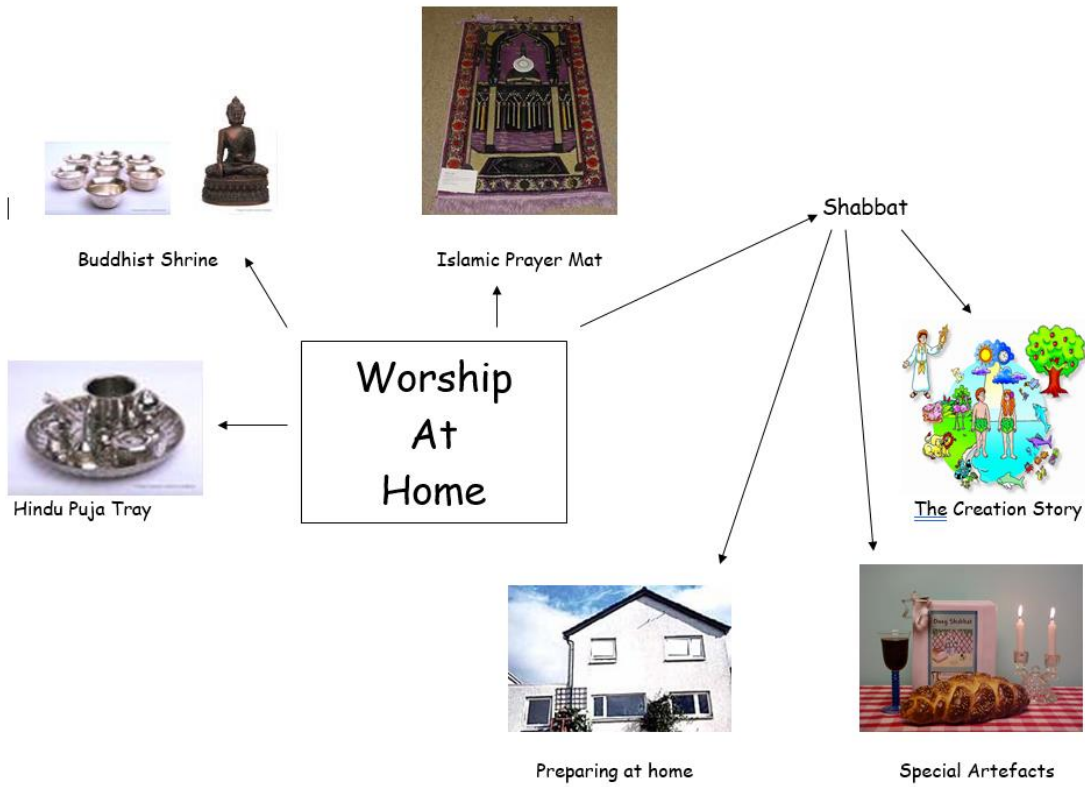 Shabbat
Buddhist Shrine
Islamic Prayer Mat
Worship
At
Home
Hindu Puja Tray
The Creation Story
Preparing at home
Special Artefacts